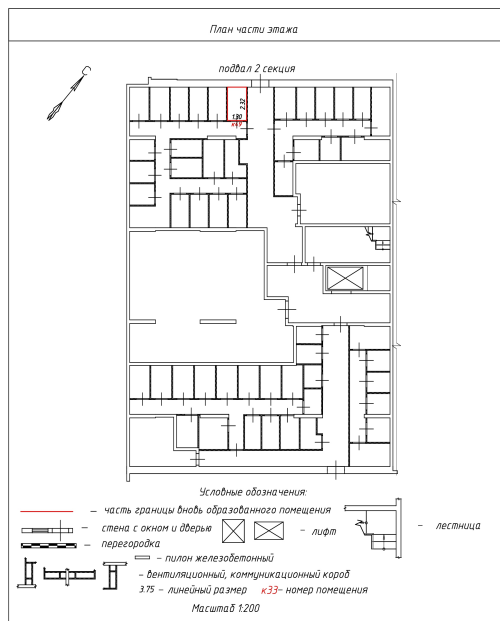 План части этажа
С
подвал 2 секция
2.32
1.30
к49
Условные обозначения:
– часть границы вновь образованного помещения
– стена с окном и дверью
– лифт
– лестница
– перегородка
– пилон железобетонный
– вентиляционный, коммуникационный короб
3.75 – линейный размер к33– номер помещения
Масштаб 1:200